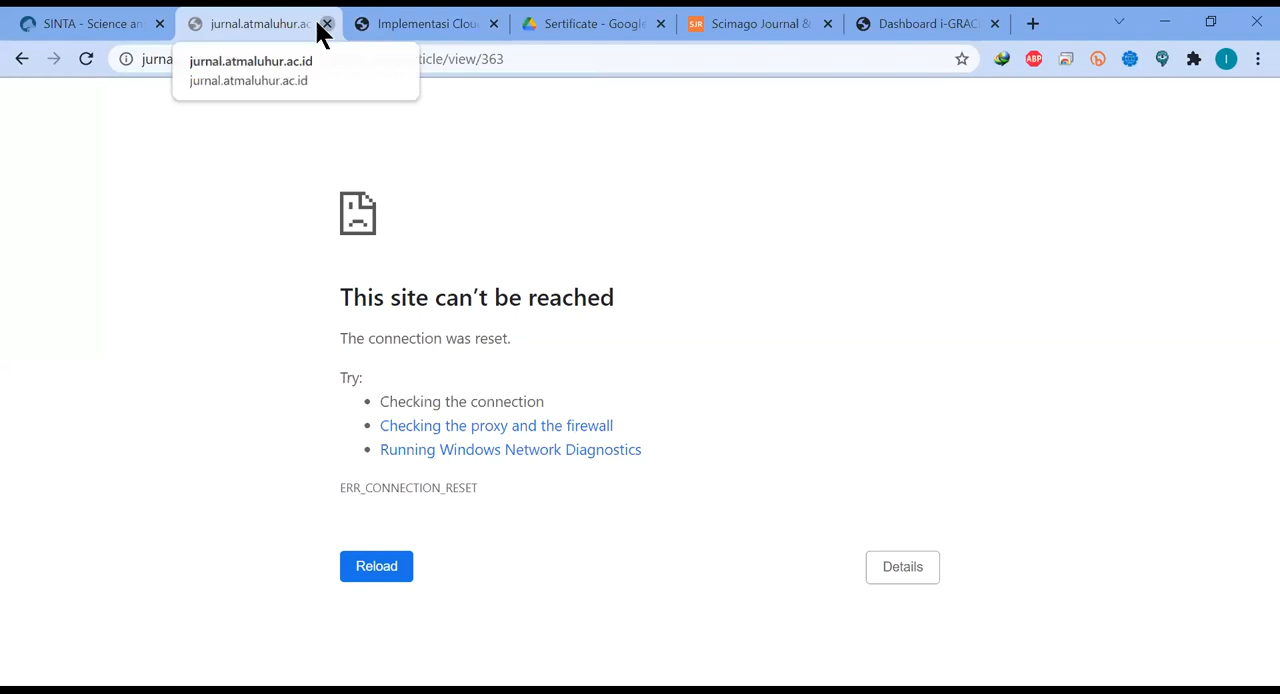 SINTA - Science an
jurnal.atmaluhur.ac
Implementasi Clou
Sertificate - Googl
SJR Scimago Journal &
Dashboard i-GRAC
jurna
ticle/view/363
ABP
I
jurnal.atmaluhur.ac.id
jurnal.atmaluhur.ac.id
This site can’t be reached
The connection was reset.
Try:
• Checking the connection
• Checking the proxy and the firewall
• Running Windows Network Diagnostics
ERR_CONNECTION_RESET
Reload
Details